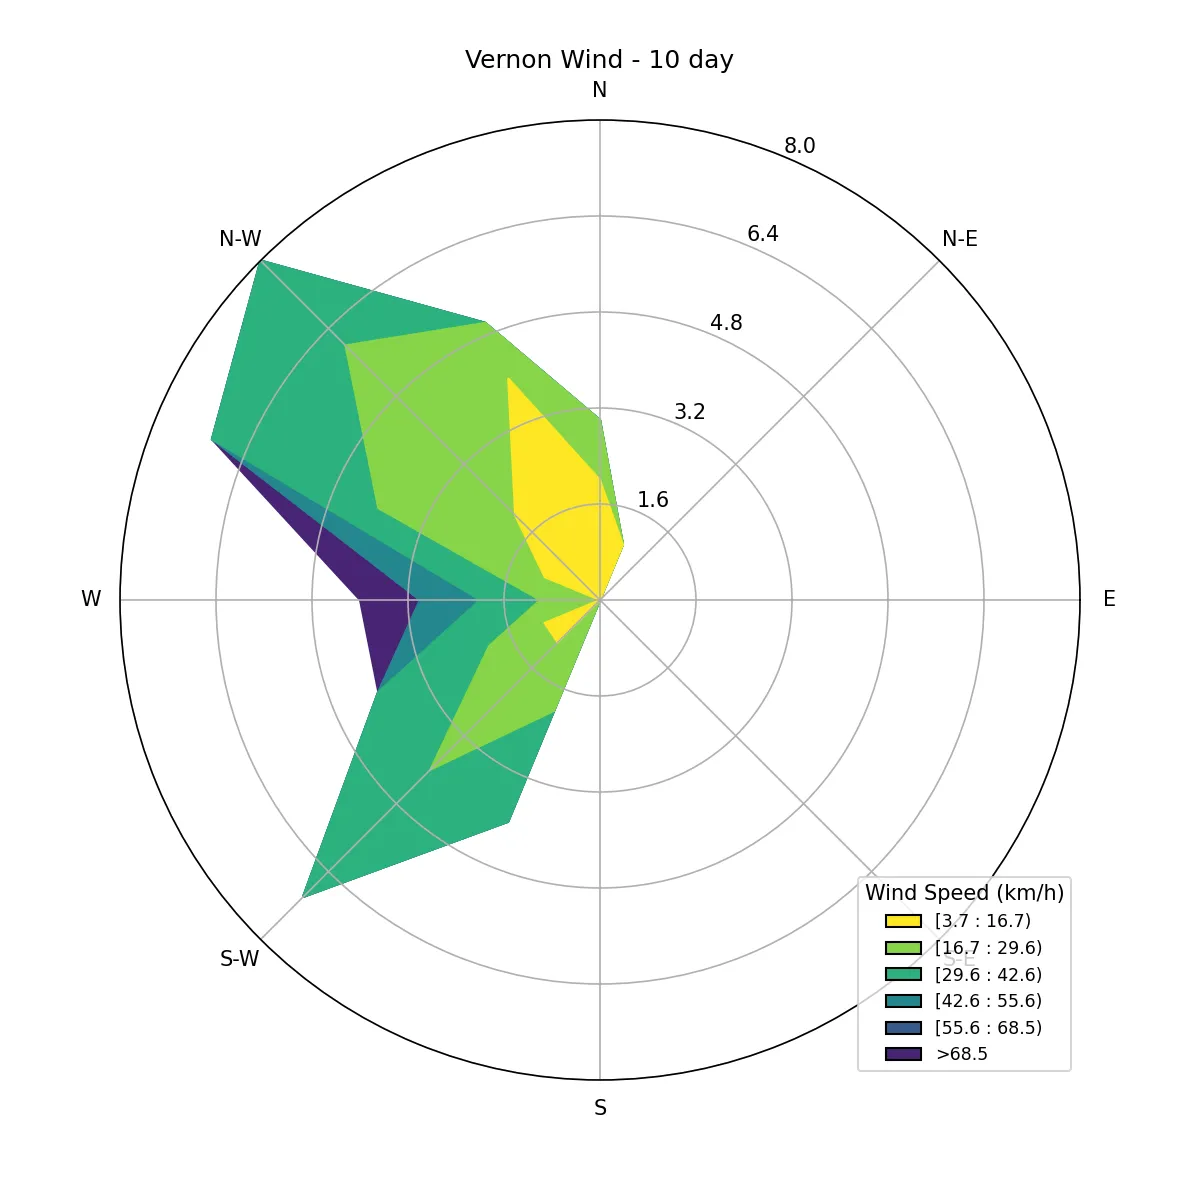 Vernon Wind - 10 day
N
8.0
6.4
N-W
N-E
4.8
3.2
1.6
W
E
S-W
S-E
Wind Speed (km/h)
[3.7 : 16.7)
[16.7 : 29.6)
[29.6 : 42.6)
[42.6 : 55.6)
[55.6 : 68.5)
>68.5
S